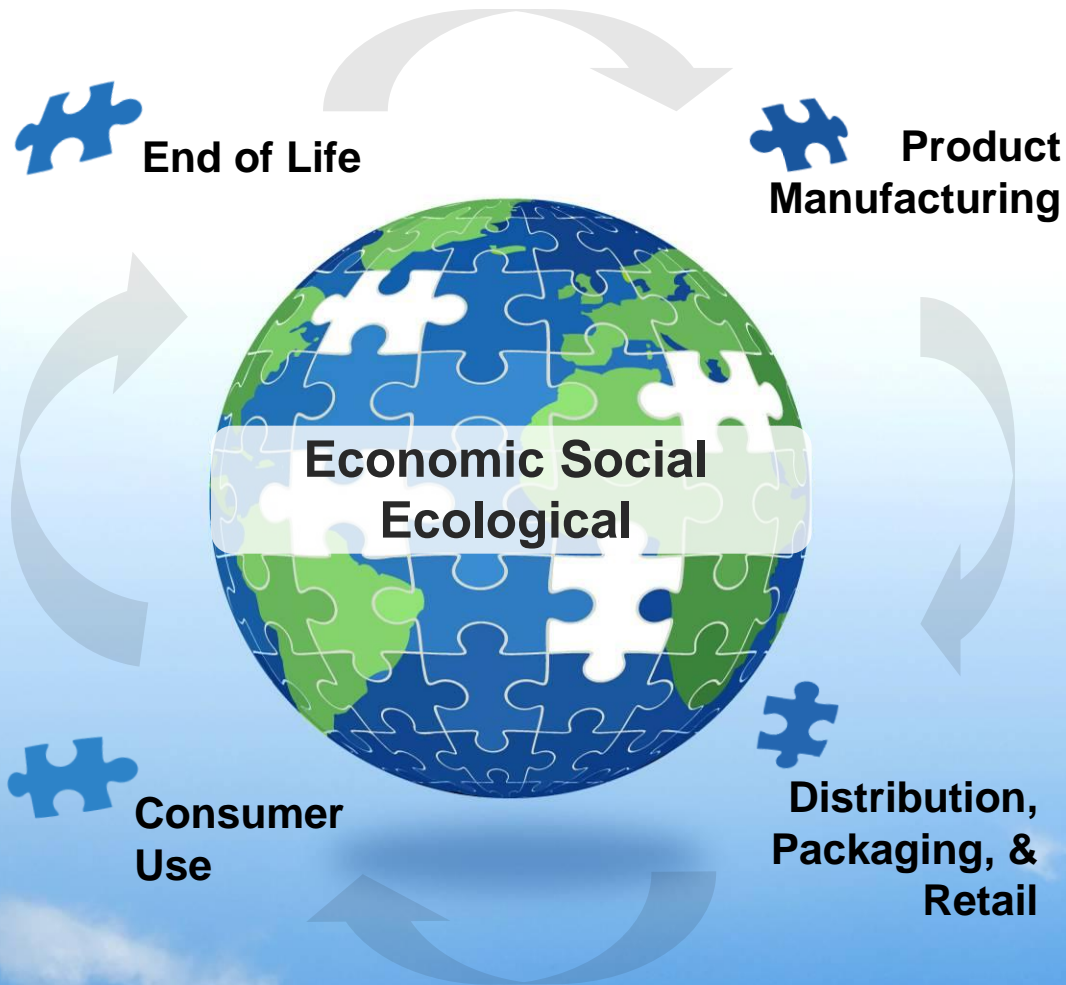 End of Life
Product
Manufacturing
Economic Social
Ecological
Consumer
Use
Distribution,
Packaging, &
Retail